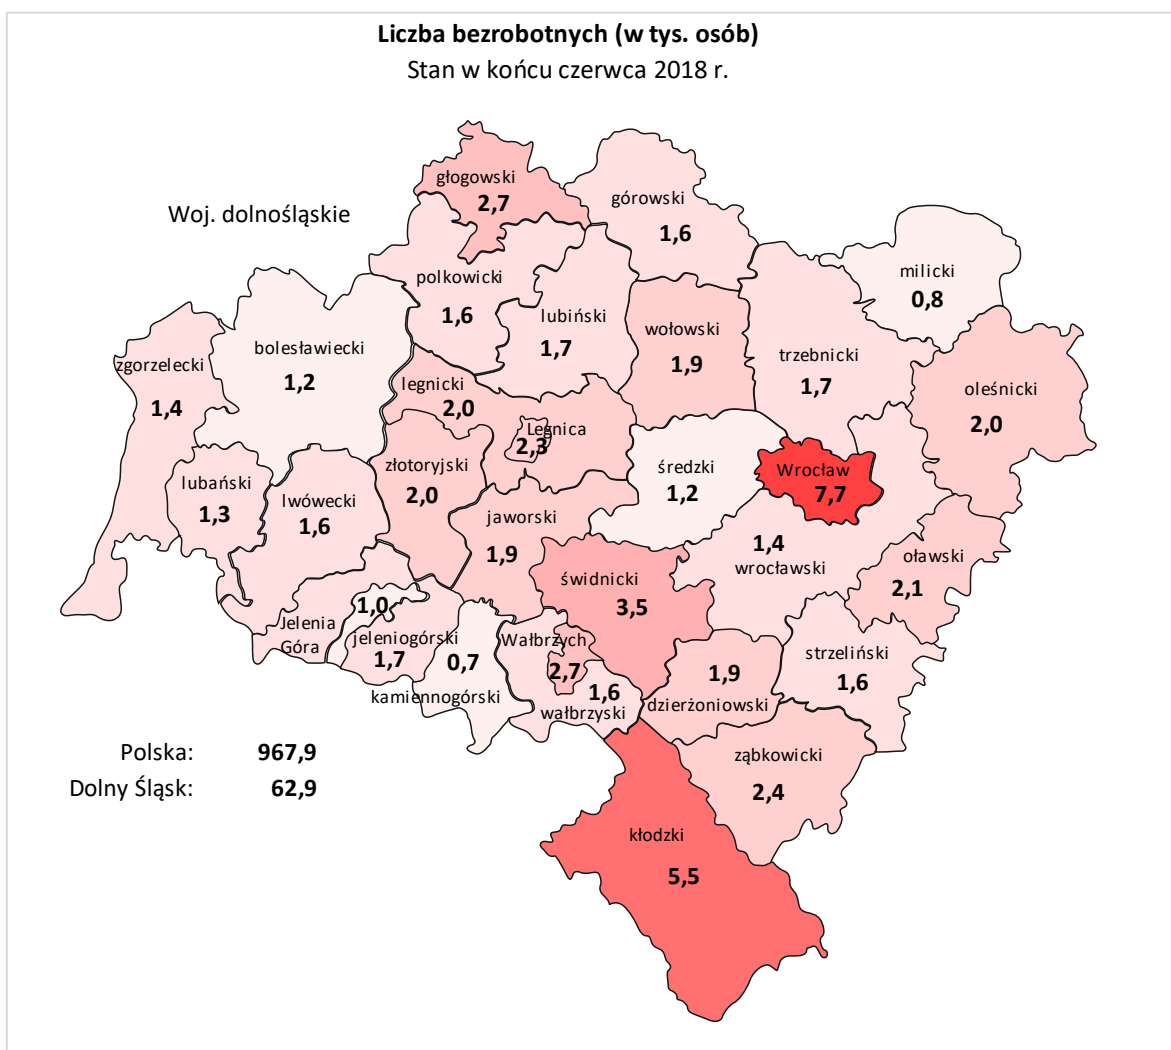 Liczba bezrobotnych (w tys. osób)
Stan w końcu czerwca 2018 r.
Woj. dolnośląskie
głogowski
2,7
górowski
1,6
milicki
0,8
polkowicki
1,6
lubiński
1,7
wołowski
1,9
trzebnicki
1,7
oleśnicki
2,0
zgorzelecki
1,4
bolesławiecki
1,2
legnicki
2,0
Legnica
2,3
złotoryjski
2,0
średzki
1,2
Wrocław
7,7
lubański
1,3
lwówecki
1,6
jaworski
1,9
1,4
wrocławski
oławski
2,1
świdnicki
3,5
1,0
Jelenia
Góra
jeleniogórski
1,7
0,7
kamiennogórski
Wałbrzych
2,7
1,6
wałbrzyski
1,9
dzierżoniowski
strzeliński
1,6
ząbkowicki
2,4
kłodzki
5,5
Polska: 967,9
Dolny Śląsk: 62,9